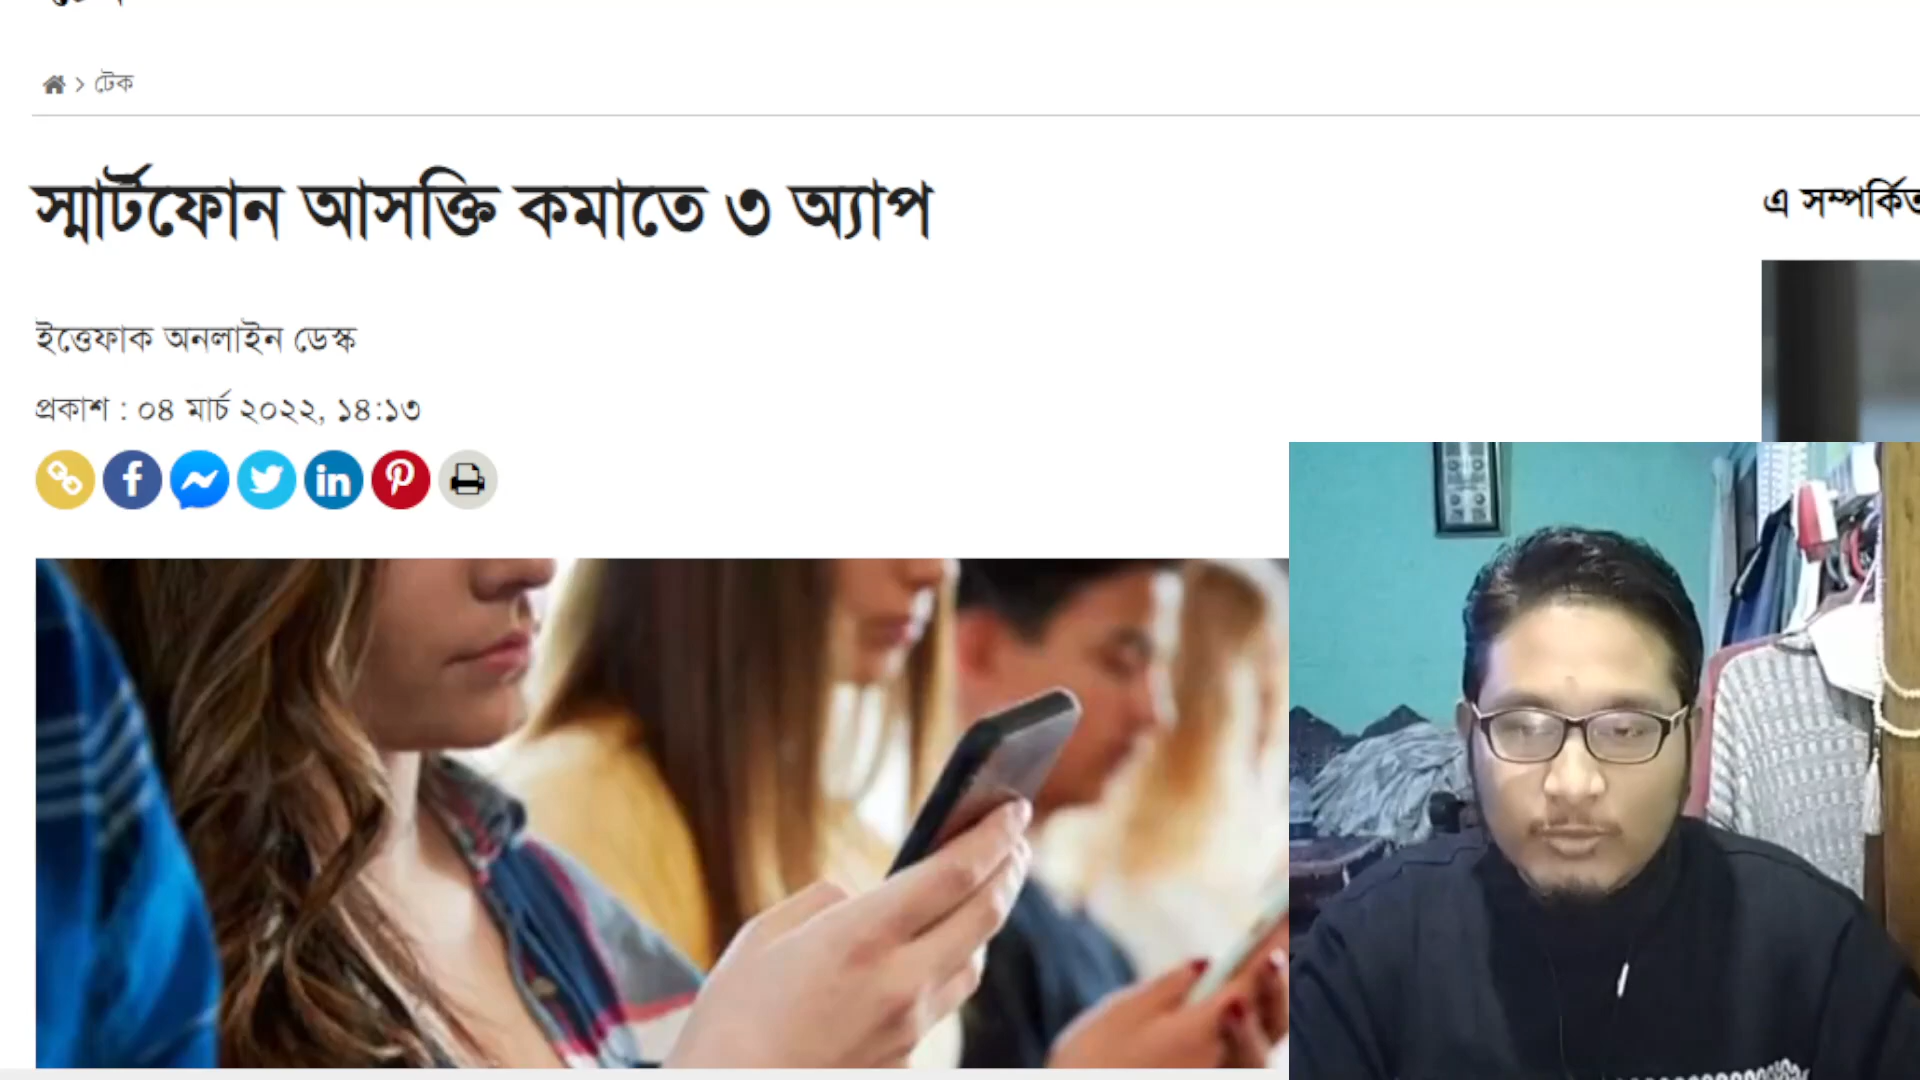 টেক
স্মার্টফোন আসক্তি কমাতে ৩ অ্যাপ
এ সম্পর্কিত
ইত্তেফাক অনলাইন ডেস্ক
প্রকাশ : ০৪ মার্চ ২০২২, ১৪:১৩